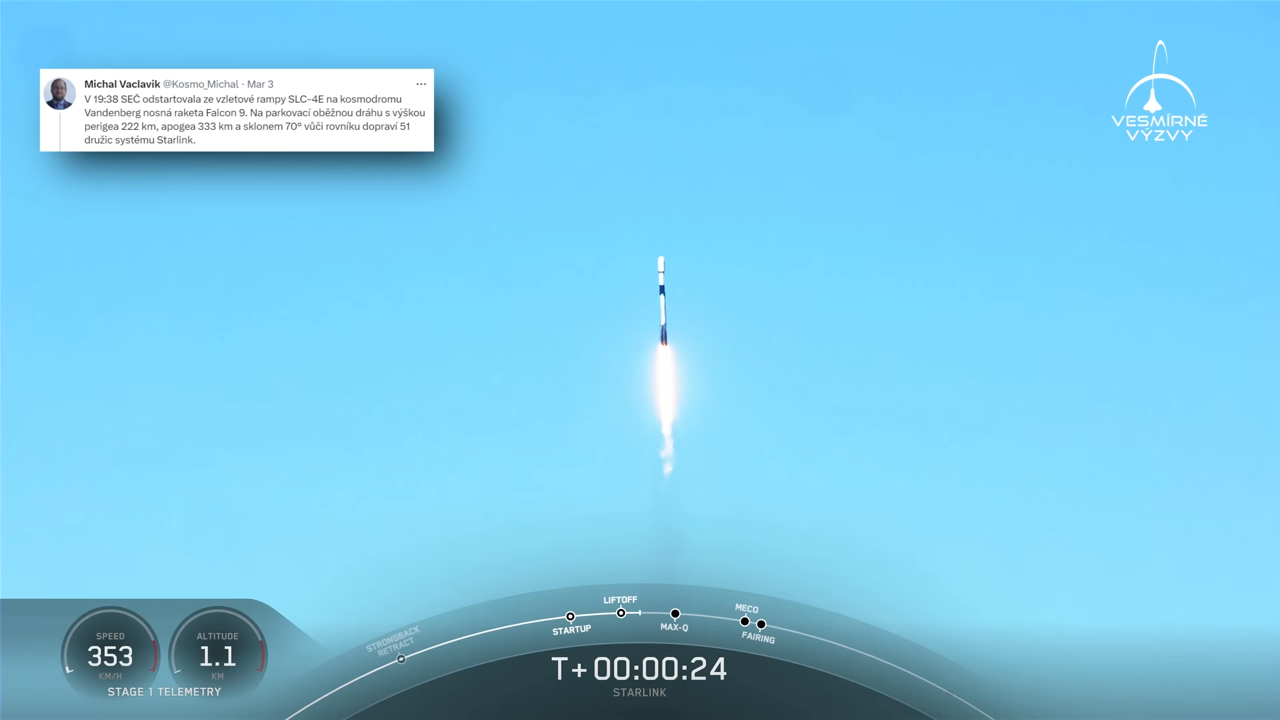 Michal Vaclavik @Kosmo_Michal · Mar 3
V 19:38 SEČ odstartovala ze vzletové rampy SLC-4E na kosmodromu
Vandenberg nosná raketa Falcon 9. Na parkovací oběžnou dráhu s výškou
perigea 222 km, apogea 333 km a sklonem 70° vůči rovníku dopraví 51
družic systému Starlink.
VESMÍRNÉ
VÝZVY
STRONGBACK
RETRACT
STARTUP
LIFTOFF
MAX-Q
MECO
FAIRING
SPEED
353
KM/H
ALTITUDE
1.1
KM
STAGE 1 TELEMETRY
T+00:00:24
STARLINK